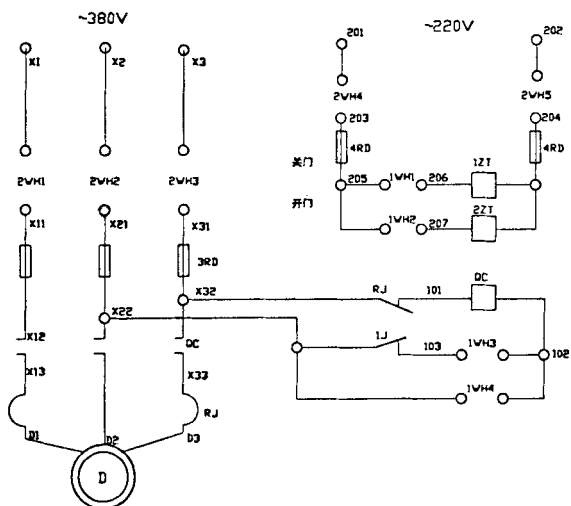 ~380V ~220V
X1 X2 X3 201 202
2WH1 2WH2 2WH3 2WH4 2WH5
203 204
4RD 4RD
关门 205 1WH1 206 1ZT
开门 1WH2 207 2ZT
X11 X21 X31
3RD
X32 RJ 101 QC
X22
X12 QC 1J 103 1WH3 102
X13 X33 1WH4
RJ
D1 D2 D3
D